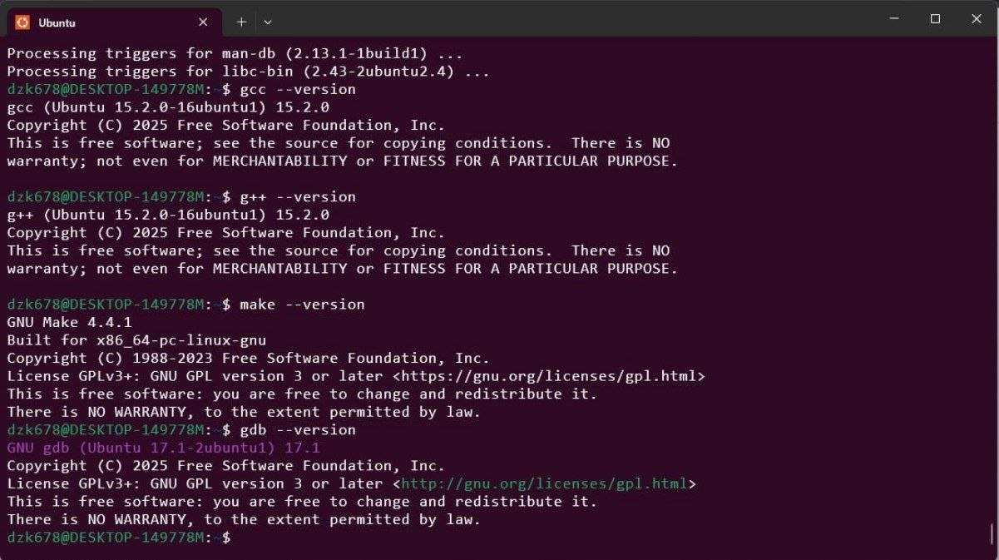 Ubuntu
Processing triggers for man-db (2.13.1-1build1) ...
Processing triggers for libc-bin (2.43-2ubuntu2.4) ...
dzk678@DESKTOP-149778M:~$ gcc --version
gcc (Ubuntu 15.2.0-16ubuntu1) 15.2.0
Copyright (C) 2025 Free Software Foundation, Inc.
This is free software; see the source for copying conditions.  There is NO
warranty; not even for MERCHANTABILITY or FITNESS FOR A PARTICULAR PURPOSE.

dzk678@DESKTOP-149778M:~$ g++ --version
g++ (Ubuntu 15.2.0-16ubuntu1) 15.2.0
Copyright (C) 2025 Free Software Foundation, Inc.
This is free software; see the source for copying conditions.  There is NO
warranty; not even for MERCHANTABILITY or FITNESS FOR A PARTICULAR PURPOSE.

dzk678@DESKTOP-149778M:~$ make --version
GNU Make 4.4.1
Built for x86_64-pc-linux-gnu
Copyright (C) 1988-2023 Free Software Foundation, Inc.
License GPLv3+: GNU GPL version 3 or later <https://gnu.org/licenses/gpl.html>
This is free software: you are free to change and redistribute it.
There is NO WARRANTY, to the extent permitted by law.
dzk678@DESKTOP-149778M:~$ gdb --version
GNU gdb (Ubuntu 17.1-2ubuntu1) 17.1
Copyright (C) 2025 Free Software Foundation, Inc.
License GPLv3+: GNU GPL version 3 or later <http://gnu.org/licenses/gpl.html>
This is free software: you are free to change and redistribute it.
There is NO WARRANTY, to the extent permitted by law.
dzk678@DESKTOP-149778M:~$